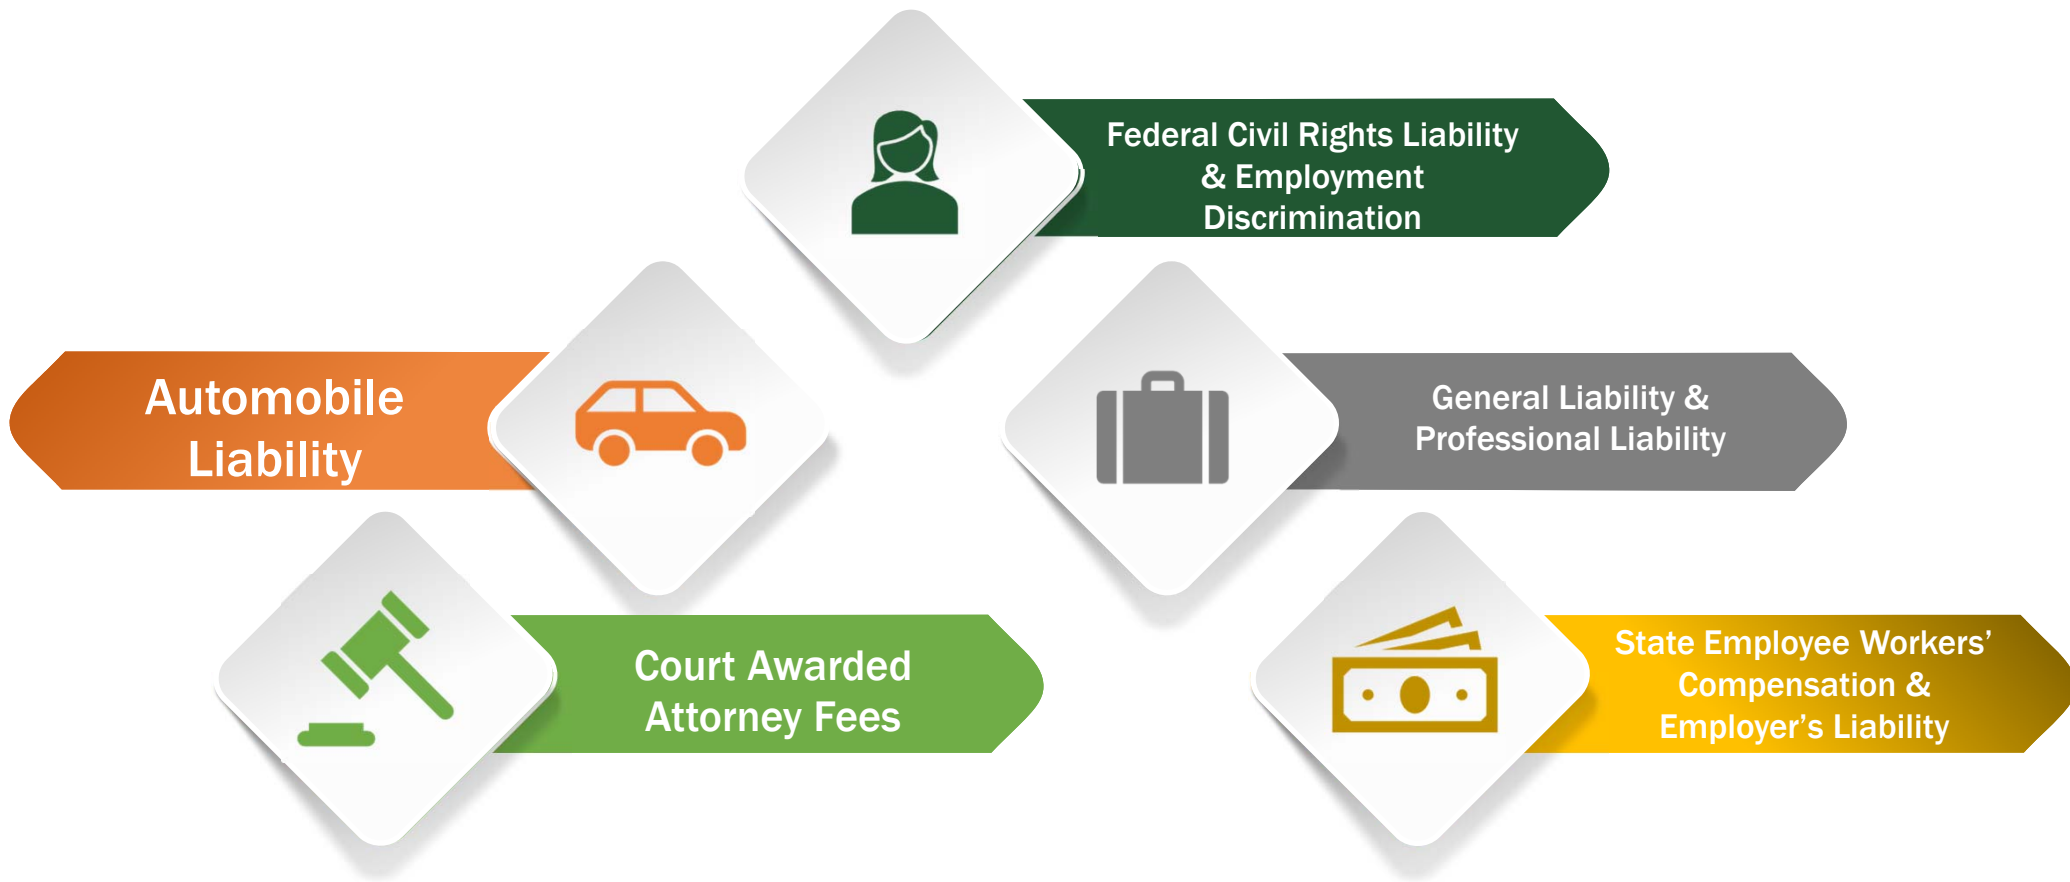 Federal Civil Rights Liability
& Employment
Discrimination
Automobile
Liability
General Liability &
Professional Liability
Court Awarded
Attorney Fees
State Employee Workers’
Compensation &
Employer’s Liability